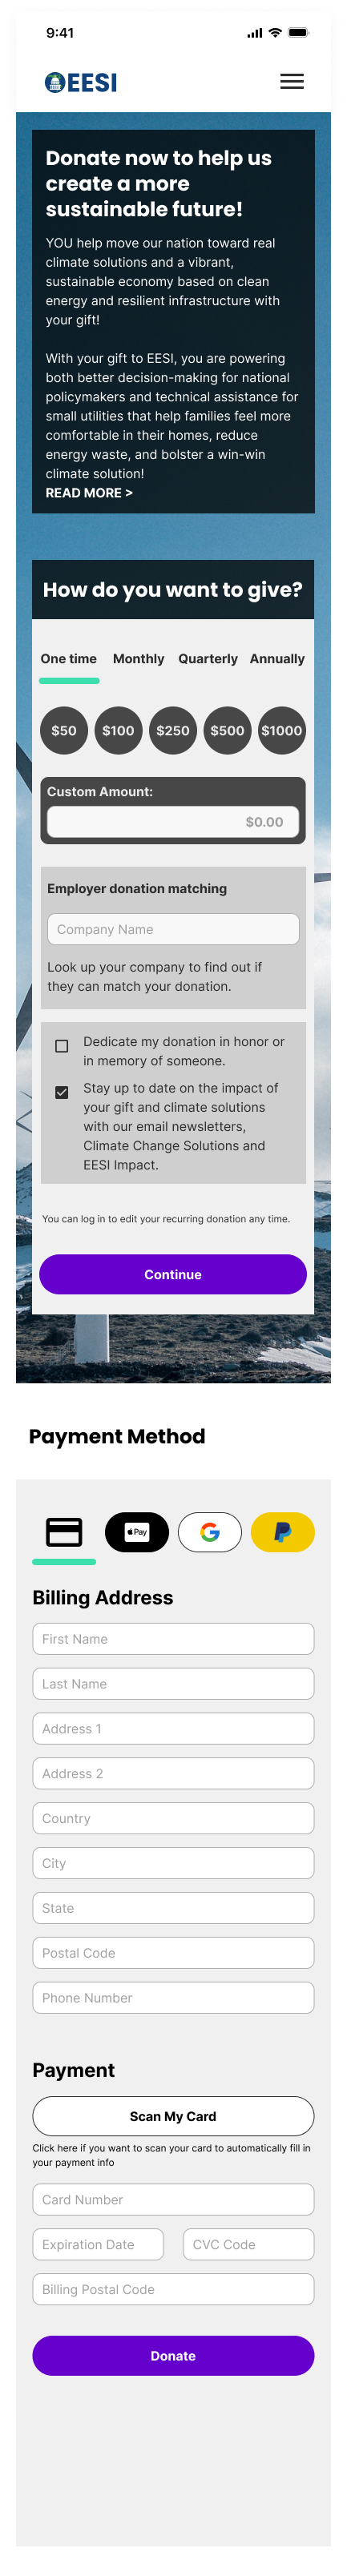 9:41
EESI
Donate now to help us
create a more
sustainable future!
YOU help move our nation toward real
climate solutions and a vibrant,
sustainable economy based on clean
energy and resilient infrastructure with
your gift!
With your gift to EESI, you are powering
both better decision-making for national
policymakers and technical assistance for
small utilities that help families feel more
comfortable in their homes, reduce
energy waste, and bolster a win-win
climate solution!
READ MORE >
How do you want to give?
One time Monthly Quarterly Annually
$50 $100 $250 $500 $1000
Custom Amount:
$0.00
Employer donation matching
Company Name
Look up your company to find out if
they can match your donation.
Dedicate my donation in honor or
in memory of someone.
Stay up to date on the impact of
your gift and climate solutions
with our email newsletters,
Climate Change Solutions and
EESI Impact.
You can log in to edit your recurring donation any time.
Continue
Payment Method
Pay G P
Billing Address
First Name
Last Name
Address 1
Address 2
Country
City
State
Postal Code
Phone Number
Payment
Scan My Card
Click here if you want to scan your card to automatically fill in
your payment info
Card Number
Expiration Date CVC Code
Billing Postal Code
Donate